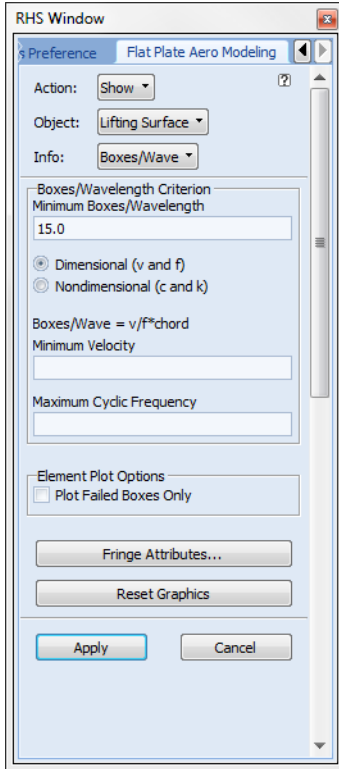 RHS Window
s Preference
Flat Plate Aero Modeling
Action: Show
?
Object: Lifting Surface
Info: Boxes/Wave
Boxes/Wavelength Criterion
Minimum Boxes/Wavelength
15.0
Dimensional (v and f)
Nondimensional (c and k)
Boxes/Wave = v/f*chord
Minimum Velocity
Maximum Cyclic Frequency
Element Plot Options
Plot Failed Boxes Only
Fringe Attributes...
Reset Graphics
Apply
Cancel